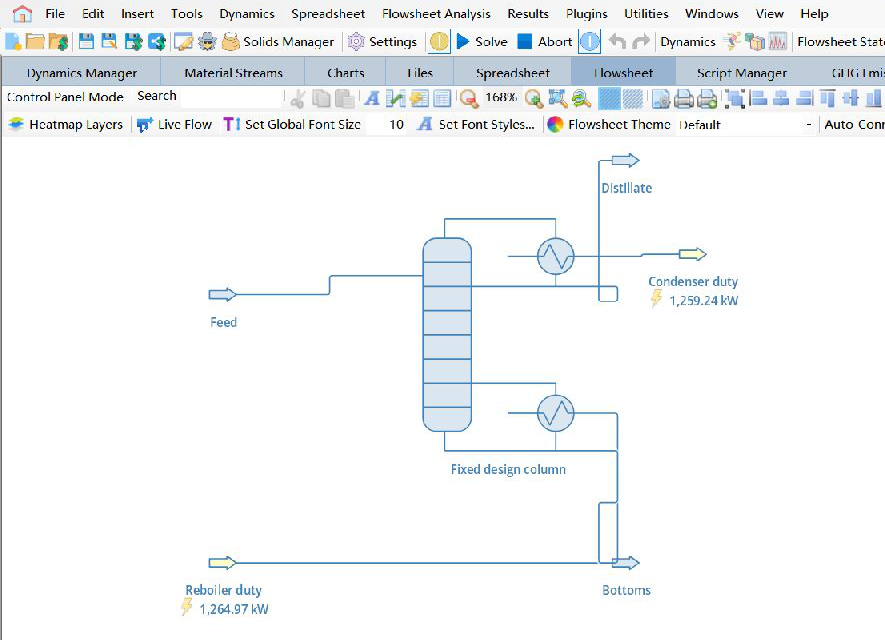 File Edit Insert Tools Dynamics Spreadsheet Flowsheet Analysis Results Plugins Utilities Windows View Help
Solids Manager Settings Solve Abort Dynamics Flowsheet State
Dynamics Manager Material Streams Charts Files Spreadsheet Flowsheet Script Manager GHG Emis
Control Panel Mode Search 168%
Heatmap Layers Live Flow Set Global Font Size 10 Set Font Styles... Flowsheet Theme Default Auto-Conn
Distillate
Condenser duty
1,259.24 kW
Feed
Fixed design column
Reboiler duty
1,264.97 kW
Bottoms